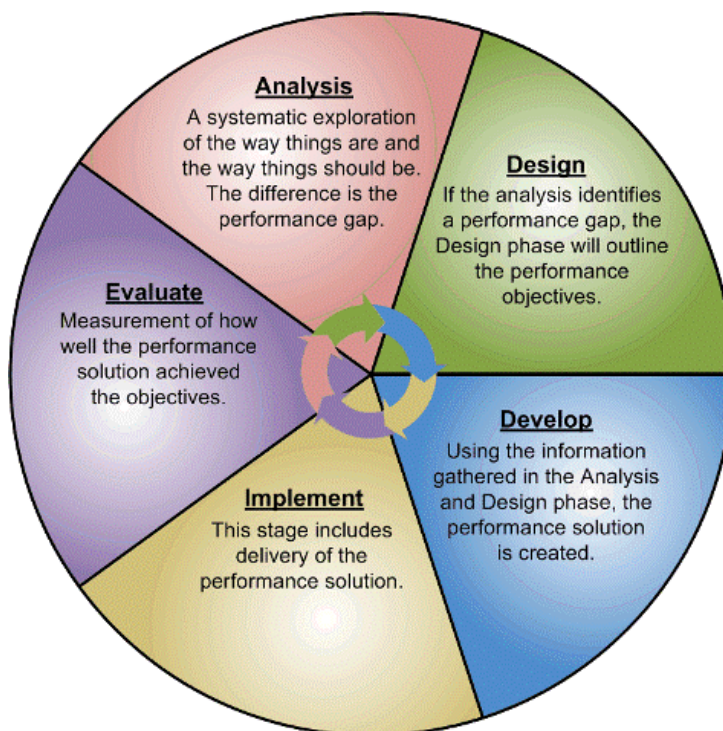 Analysis
A systematic exploration
of the way things are and
the way things should be.
The difference is the
performance gap.
Design
If the analysis identifies
a performance gap, the
Design phase will outline
the performance
objectives.
Develop
Using the information
gathered in the Analysis
and Design phase, the
performance solution
is created.
Implement
This stage includes
delivery of the
performance solution.
Evaluate
Measurement of how
well the performance
solution achieved
the objectives.